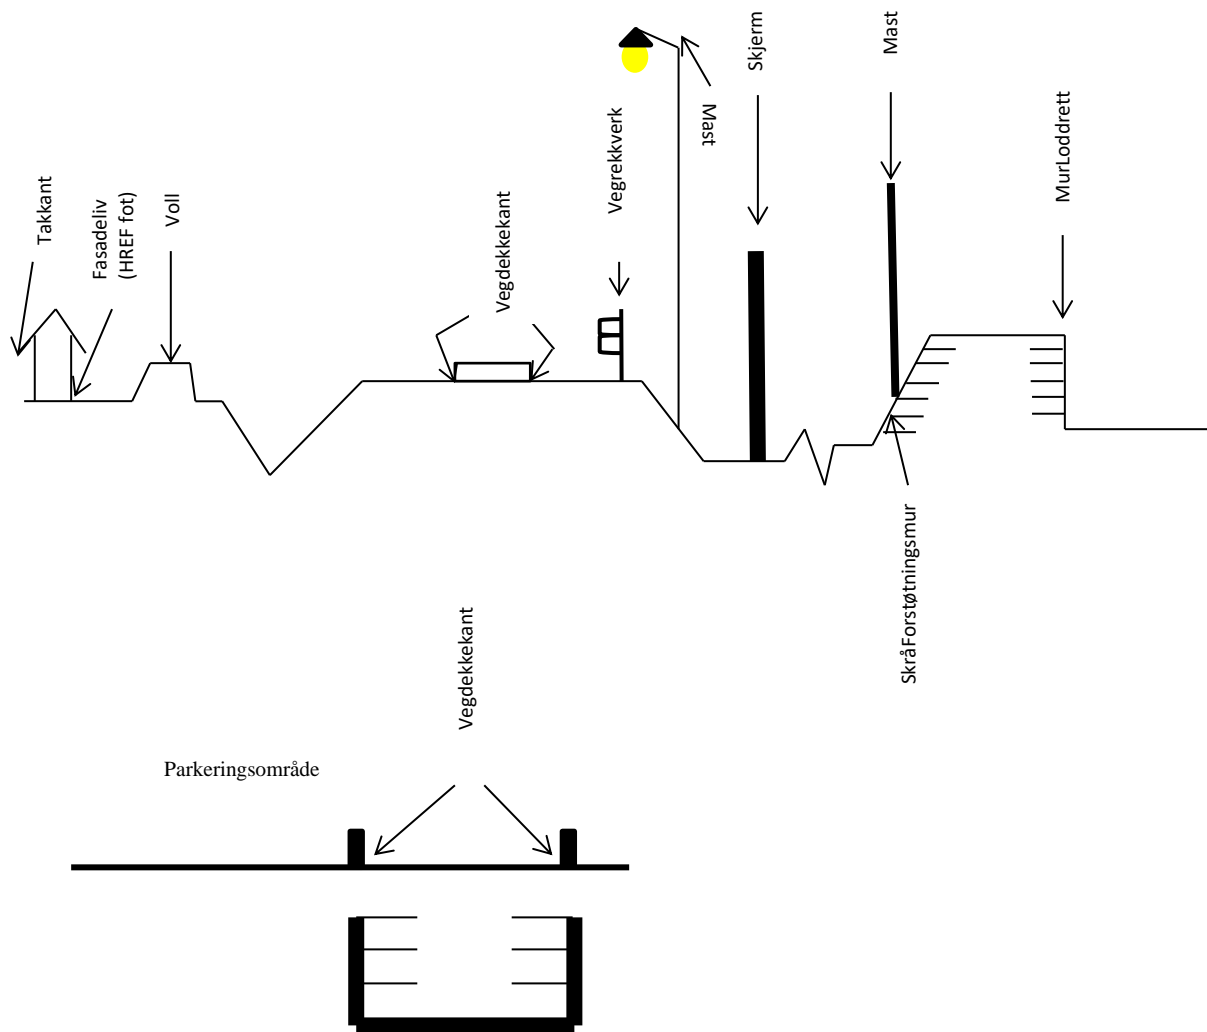 Takkant
Fasadeliv
(HREF fot)
Voll
Vegdekkekant
Vegrekkverk
Mast
Skjerm
Mast
MurLoddrett
SkråForstøtningsmur
Vegdekkekant
Parkeringsområde